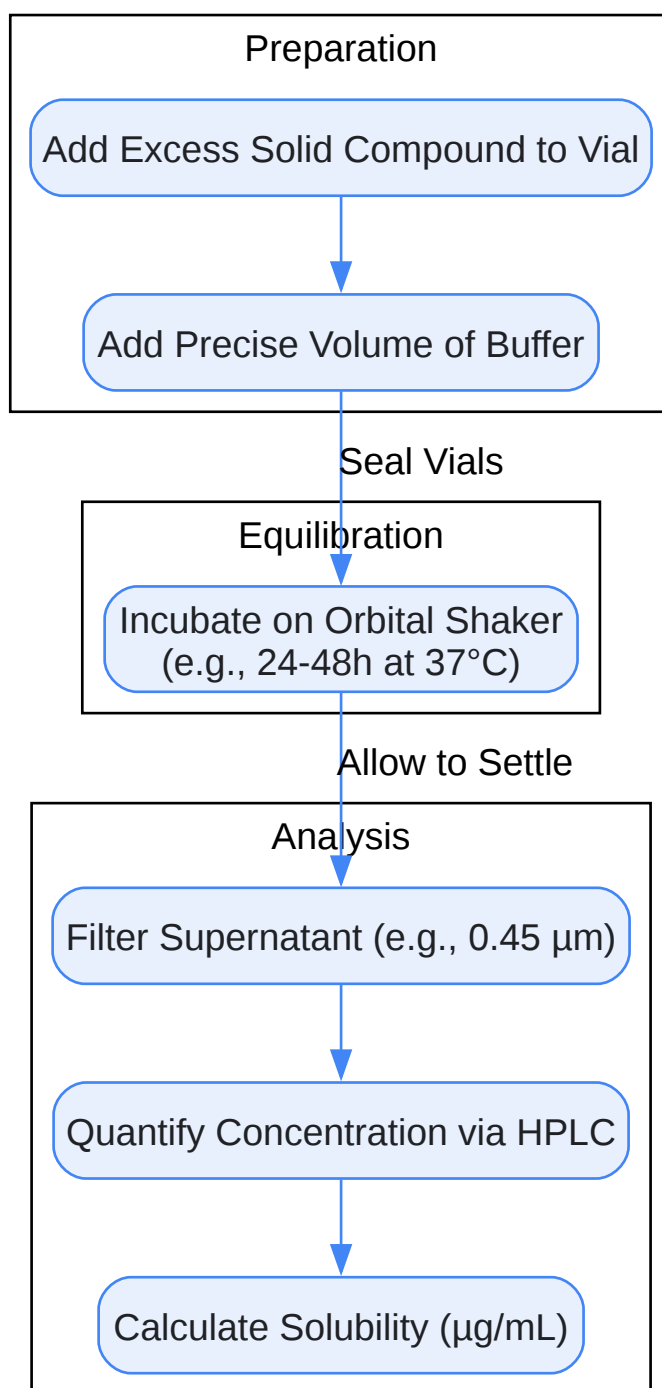 Preparation
Add Excess Solid Compound to Vial
Add Precise Volume of Buffer
Seal Vials
Equilibration
Incubate on Orbital Shaker
(e.g., 24-48h at 37°C)
Allow to Settle
Analysis
Filter Supernatant (e.g., 0.45 µm)
Quantify Concentration via HPLC
Calculate Solubility (µg/mL)